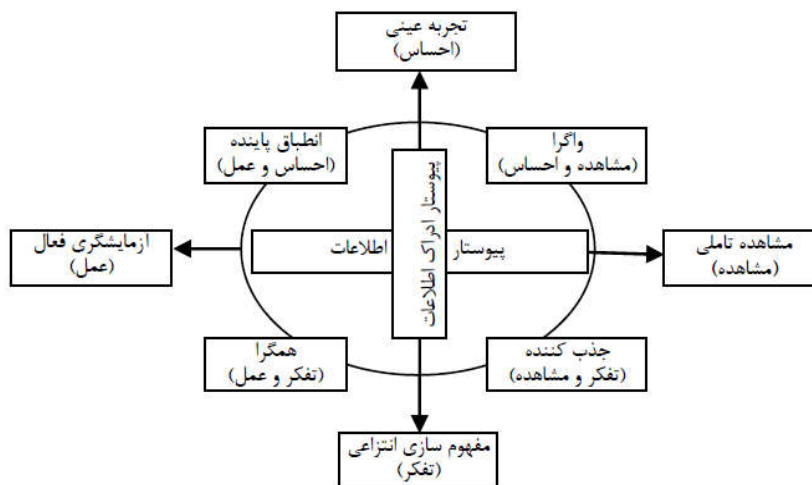 تجربه عینی
(احساس)
انطباق پاینده
(احساس و عمل)
واگرا
(مشاهده و احساس)
پیوستار ادراک اطلاعات
ازمایشگری فعال
(عمل)
پیوستار
اطلاعات
مشاهده تاملی
(مشاهده)
همگرا
(تفکر و عمل)
جذب کننده
(تفکر و مشاهده)
مفهوم سازی انتزاعی
(تفکر)